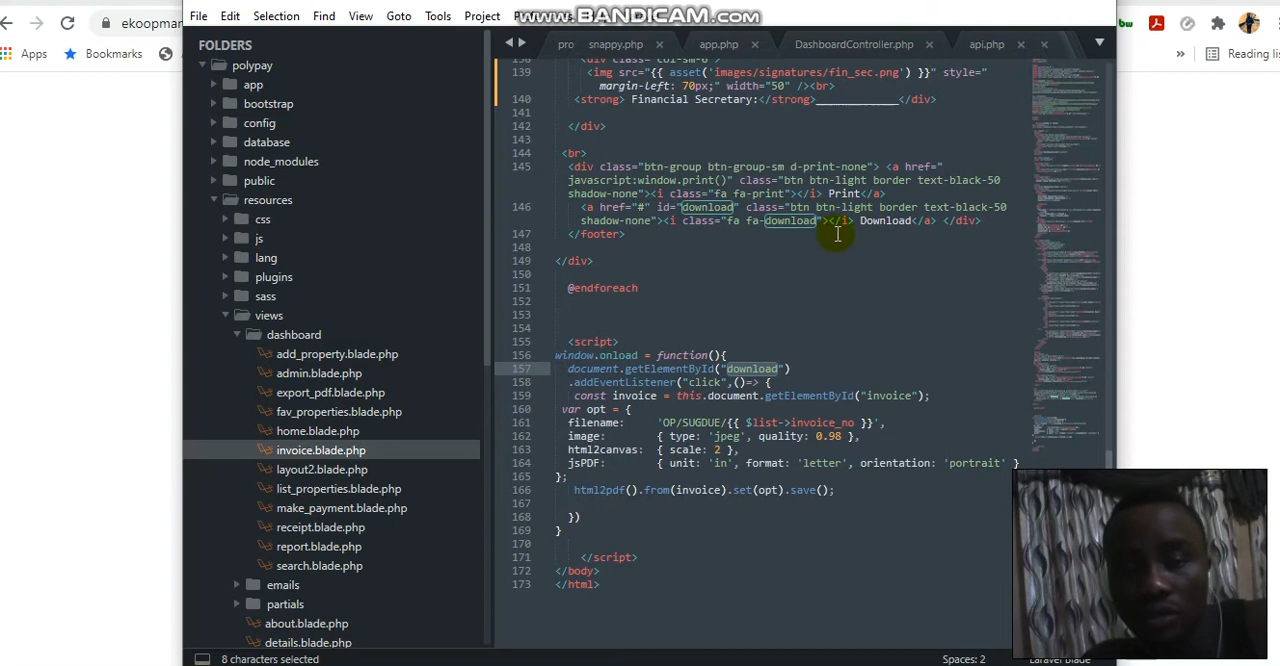 File Edit Selection Find View Goto Tools Project
www.BANDICAM.com
ekoopman
Apps
Bookmarks
Reading lis
FOLDERS
polypay
app
bootstrap
config
database
node_modules
public
resources
css
js
lang
plugins
sass
views
dashboard
add_property.blade.php
admin.blade.php
export_pdf.blade.php
fav_properties.blade.php
home.blade.php
invoice.blade.php
layout2.blade.php
list_properties.blade.php
make_payment.blade.php
receipt.blade.php
report.blade.php
search.blade.php
emails
partials
about.blade.php
details.blade.php
pro snappy.php app.php DashboardController.php api.php
139 <img src="{{ asset('images/signatures/fin_sec.png') }}" style="
margin-left: 70px;" width="50" /><br>
140 <strong> Financial Secretary:</strong>_____________</div>
141
142 </div>
143
144 <br>
145 <div class="btn-group btn-group-sm d-print-none"> <a href="
javascript:window.print()" class="btn btn-light border text-black-50
shadow-none"><i class="fa fa-print"></i> Print</a>
146 <a href="#" id="download" class="btn btn-light border text-black-50
shadow-none"><i class="fa fa-download"></i> Download</a> </div>
147 </footer>
148
149 </div>
150
151 @endforeach
152
153
154
155 <script>
156 window.onload = function(){
157 document.getElementById("download")
158 .addEventListener("click",()=> {
159 const invoice = this.document.getElementById("invoice");
160 var opt = {
161 filename: 'OP/SUGDUE/{{ $list->invoice_no }}',
162 image: { type: 'jpeg', quality: 0.98 },
163 html2canvas: { scale: 2 },
164 jsPDF: { unit: 'in', format: 'letter', orientation: 'portrait' }
165 };
166 html2pdf().from(invoice).set(opt).save();
167
168 })
169 }
170
171 </script>
172 </body>
173 </html>
8 characters selected
Spaces: 2